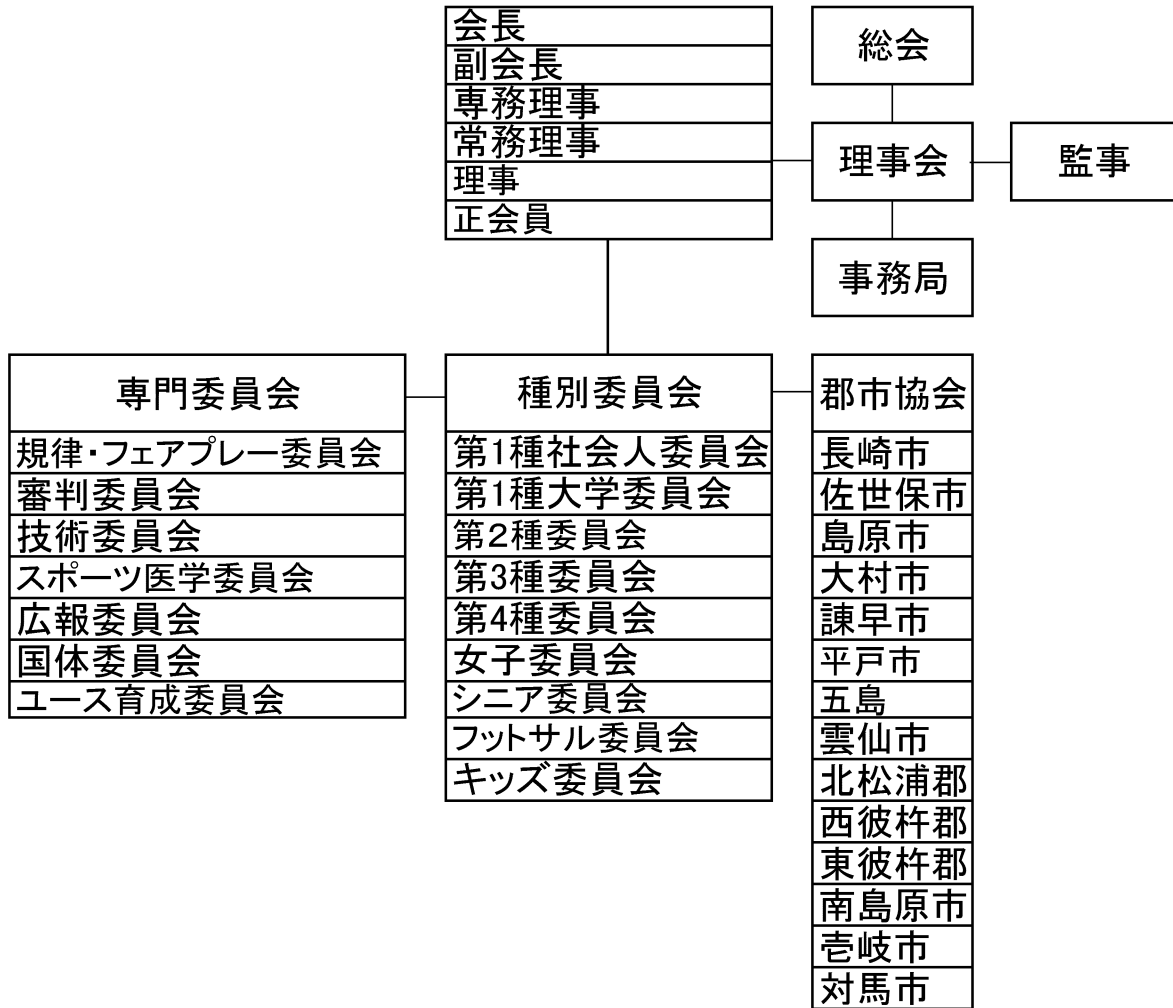 会長
副会長
専務理事
常務理事
理事
正会員
総会
理事会
監事
事務局
専門委員会
規律・フェアプレー委員会
審判委員会
技術委員会
スポーツ医学委員会
広報委員会
国体委員会
ユース育成委員会
種別委員会
第1種社会人委員会
第1種大学委員会
第２種委員会
第3種委員会
第4種委員会
女子委員会
シニア委員会
フットサル委員会
キッズ委員会
郡市協会
長崎市
佐世保市
島原市
大村市
諫早市
平戸市
五島
雲仙市
北松浦郡
西彼杵郡
東彼杵郡
南島原市
壱岐市
対馬市